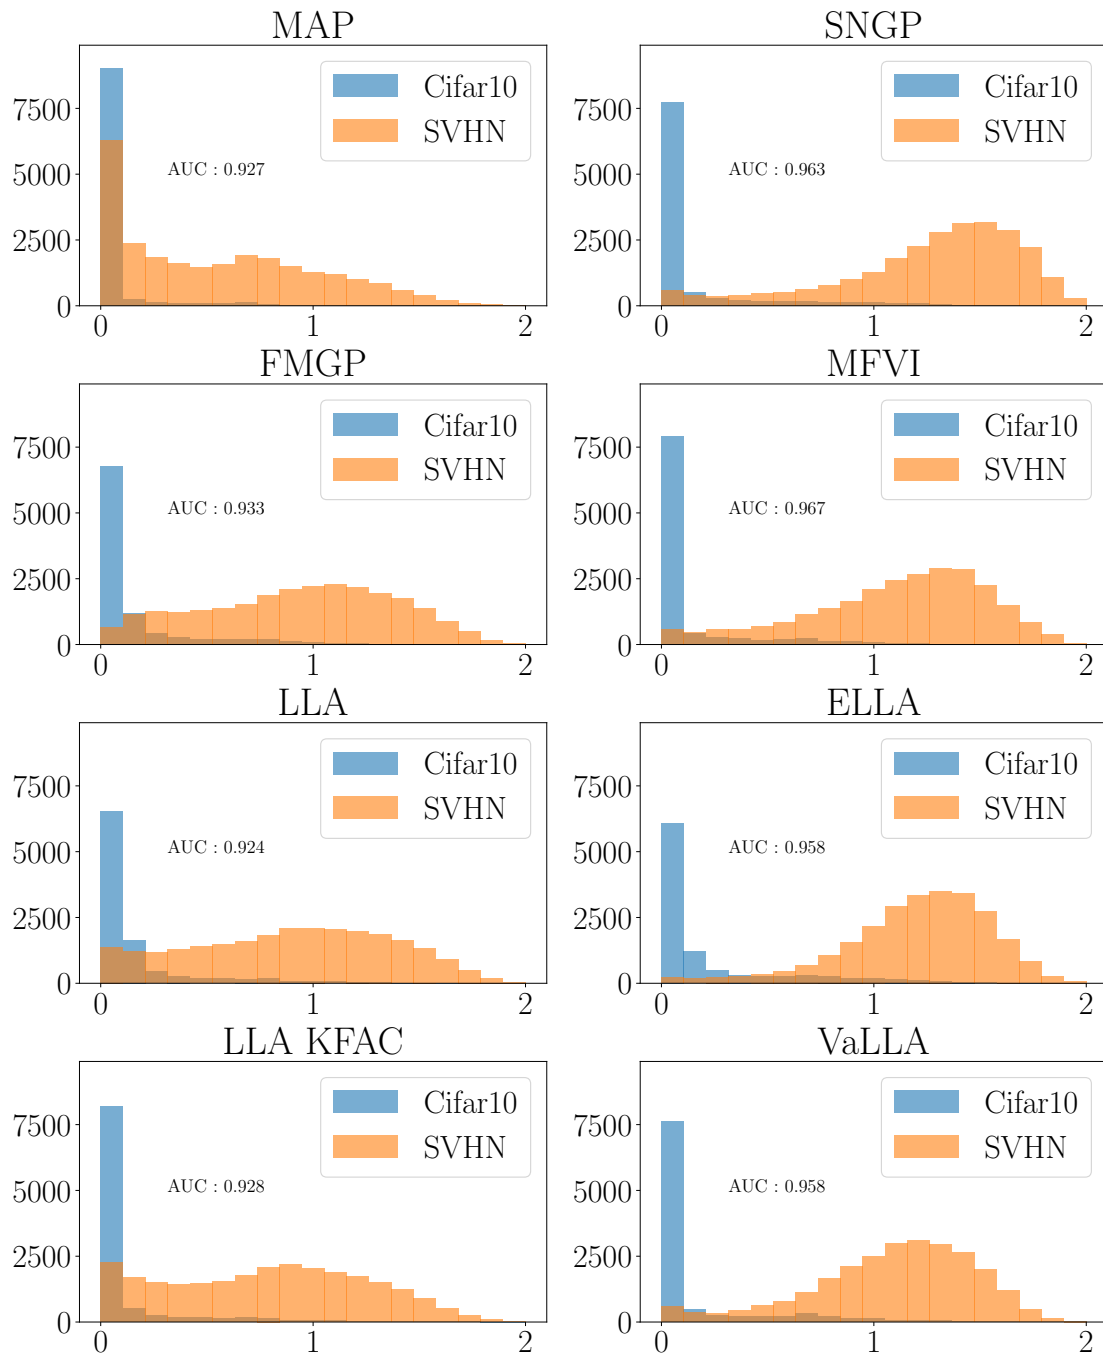 MAP
7500
5000
2500
0
0 1 2
Cifar10
SVHN
AUC : 0.927
SNGP
7500
5000
2500
0
0 1 2
Cifar10
SVHN
AUC : 0.963
FMGP
7500
5000
2500
0
0 1 2
Cifar10
SVHN
AUC : 0.933
MFVI
7500
5000
2500
0
0 1 2
Cifar10
SVHN
AUC : 0.967
LLA
7500
5000
2500
0
0 1 2
Cifar10
SVHN
AUC : 0.924
ELLA
7500
5000
2500
0
0 1 2
Cifar10
SVHN
AUC : 0.958
LLA KFAC
7500
5000
2500
0
0 1 2
Cifar10
SVHN
AUC : 0.928
VaLLA
7500
5000
2500
0
0 1 2
Cifar10
SVHN
AUC : 0.958